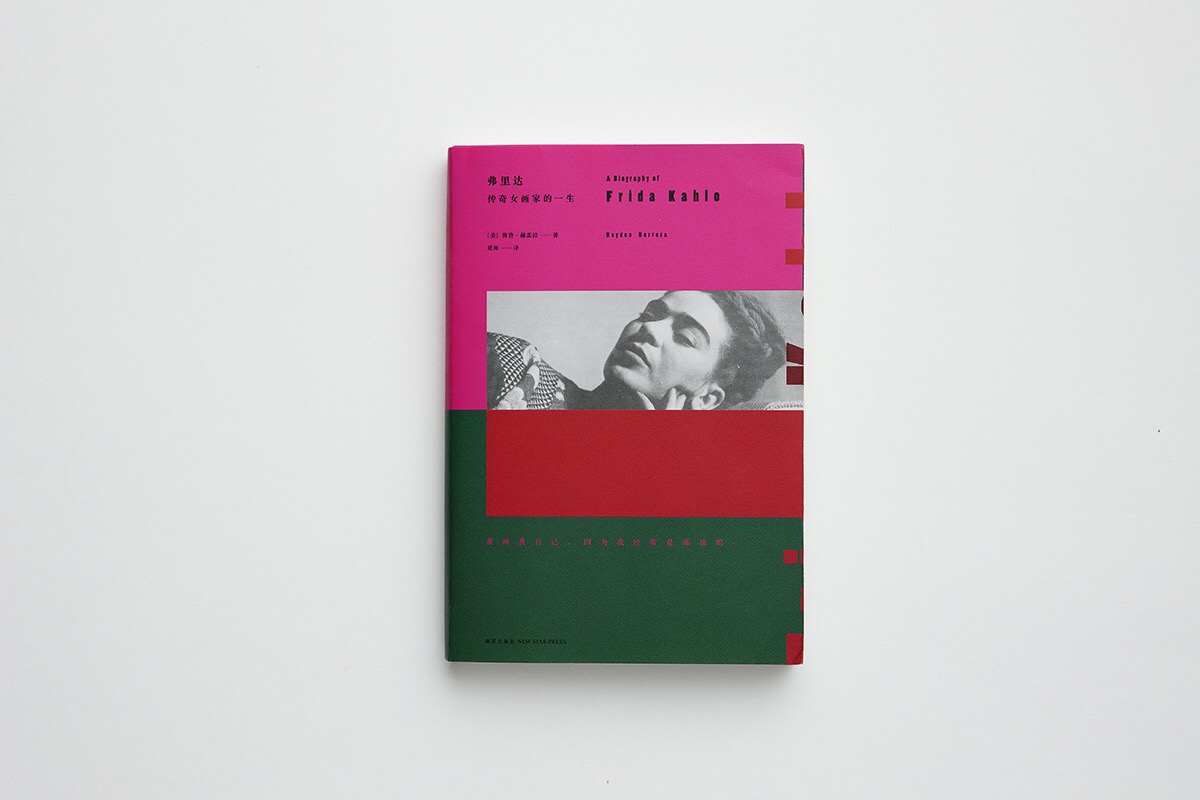 弗里达
传奇女画家的一生
[美] 海登·赫雷拉——著
夏雨——译
A Biography of
Frida Kahlo
Hayden Herrera
我画我自己，因为我经常是孤独的。
新星出版社 NEW STAR PRESS